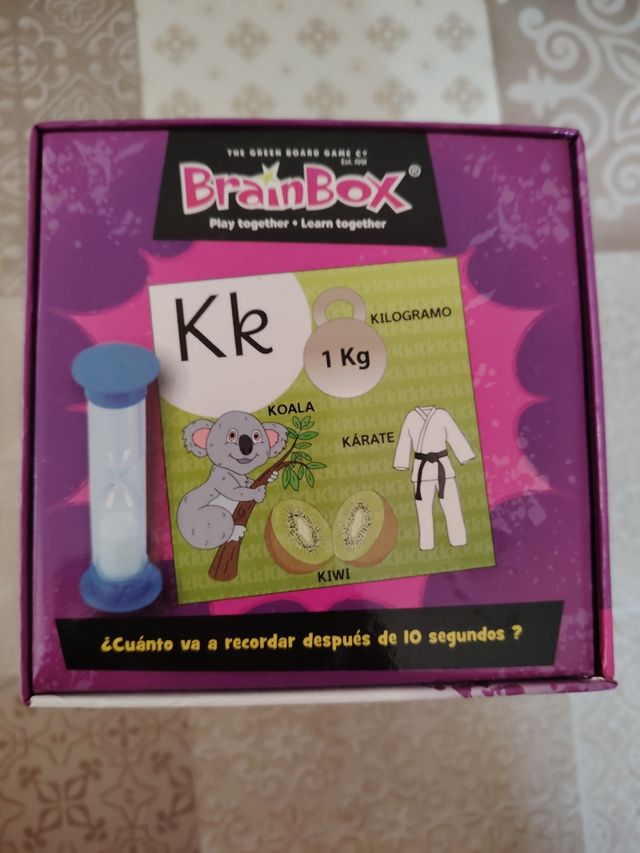 THE GREEN BOARD GAME Co
Est. 1991
BrainBox®
Play together • Learn together
Kk
KILOGRAMO
1 Kg
KOALA
KÁRATE
KIWI
¿Cuánto va a recordar después de 10 segundos ?